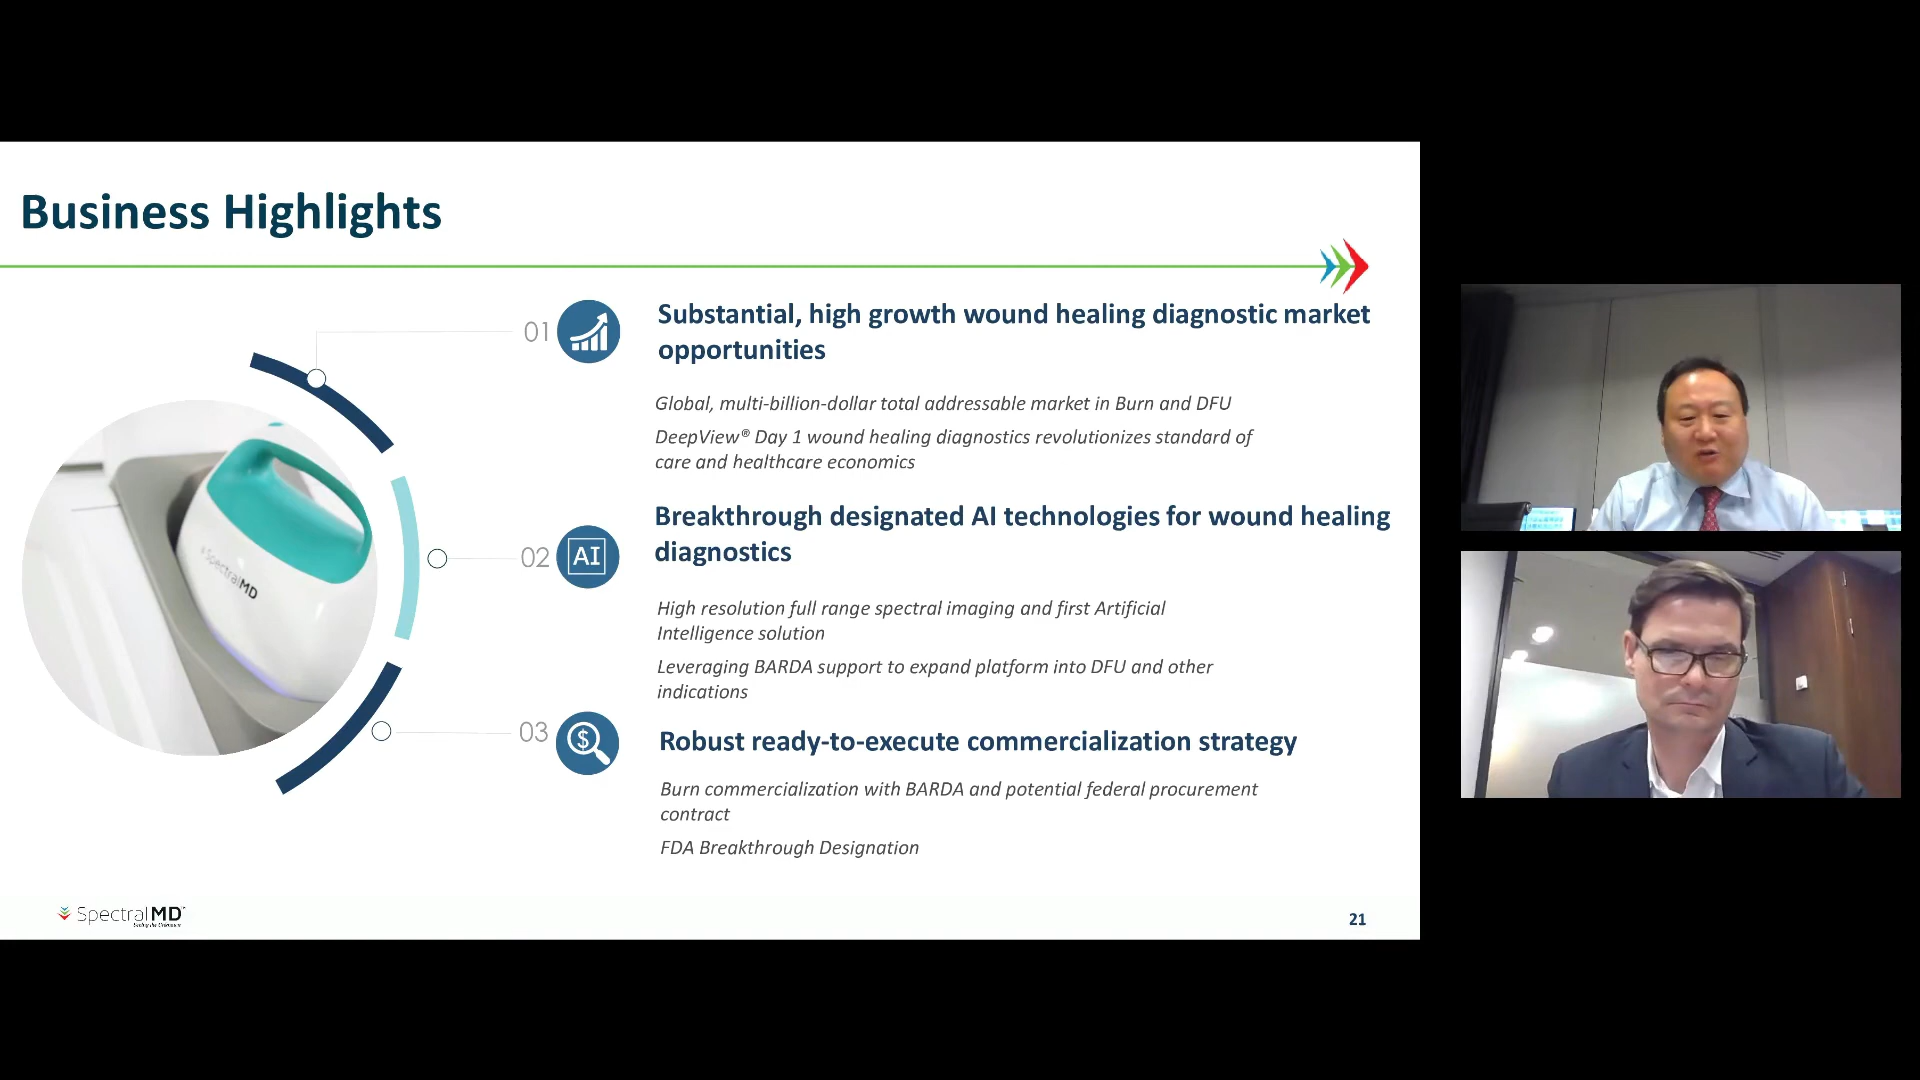 Business Highlights
01
Substantial, high growth wound healing diagnostic market
opportunities
Global, multi-billion-dollar total addressable market in Burn and DFU
DeepView® Day 1 wound healing diagnostics revolutionizes standard of
care and healthcare economics
02
AI
Breakthrough designated AI technologies for wound healing
diagnostics
High resolution full range spectral imaging and first Artificial
Intelligence solution
Leveraging BARDA support to expand platform into DFU and other
indications
03
$
Robust ready-to-execute commercialization strategy
Burn commercialization with BARDA and potential federal procurement
contract
FDA Breakthrough Designation
SpectralMD
SpectralMD™
21